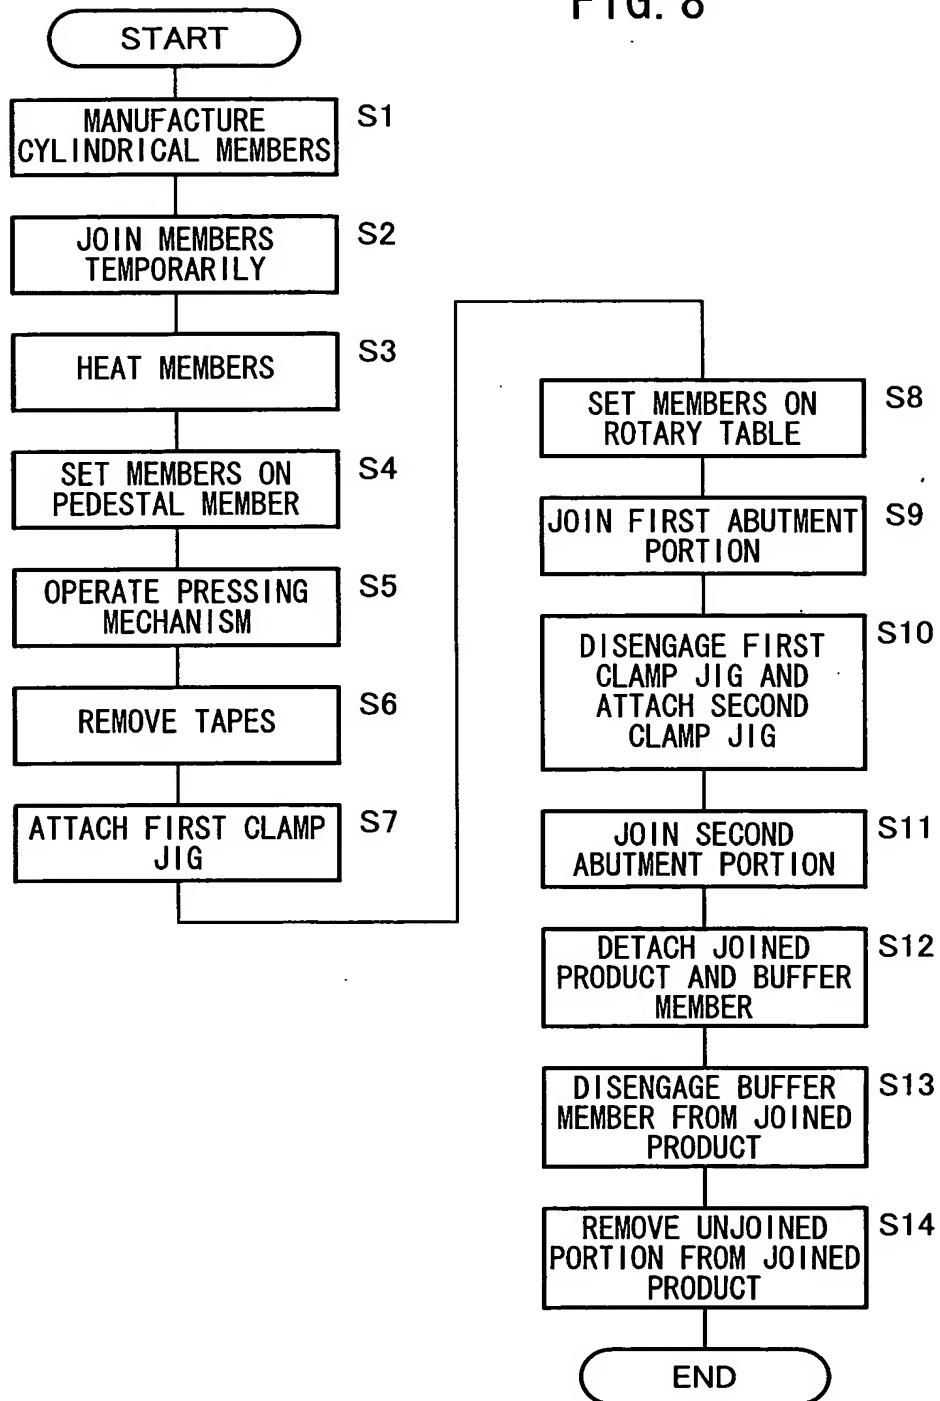 FIG. 8
START
MANUFACTURE
CYLINDRICAL MEMBERS
S1
JOIN MEMBERS
TEMPORARILY
S2
HEAT MEMBERS
S3
SET MEMBERS ON
PEDESTAL MEMBER
S4
OPERATE PRESSING
MECHANISM
S5
REMOVE TAPES
S6
ATTACH FIRST CLAMP
JIG
S7
SET MEMBERS ON
ROTARY TABLE
S8
JOIN FIRST ABUTMENT
PORTION
S9
DISENGAGE FIRST
CLAMP JIG AND
ATTACH SECOND
CLAMP JIG
S10
JOIN SECOND
ABUTMENT PORTION
S11
DETACH JOINED
PRODUCT AND BUFFER
MEMBER
S12
DISENGAGE BUFFER
MEMBER FROM JOINED
PRODUCT
S13
REMOVE UNJOINED
PORTION FROM JOINED
PRODUCT
S14
END